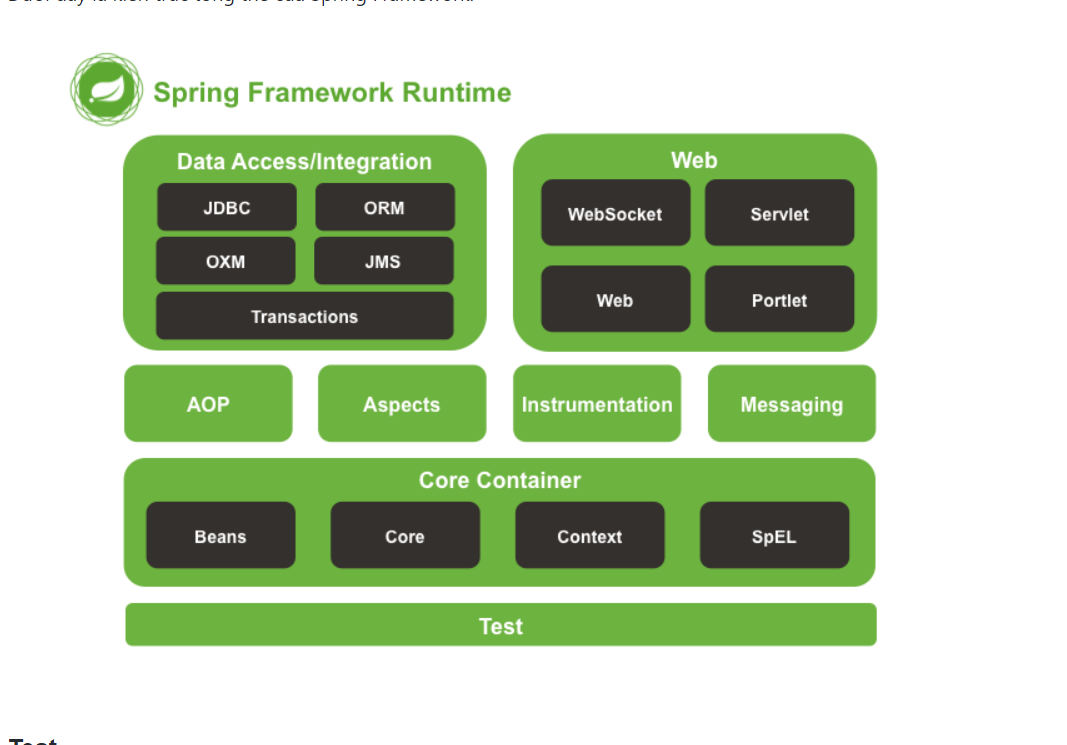 Spring Framework Runtime
Data Access/Integration
JDBC
ORM
OXM
JMS
Transactions
Web
WebSocket
Servlet
Web
Portlet
AOP
Aspects
Instrumentation
Messaging
Core Container
Beans
Core
Context
SpEL
Test
Test